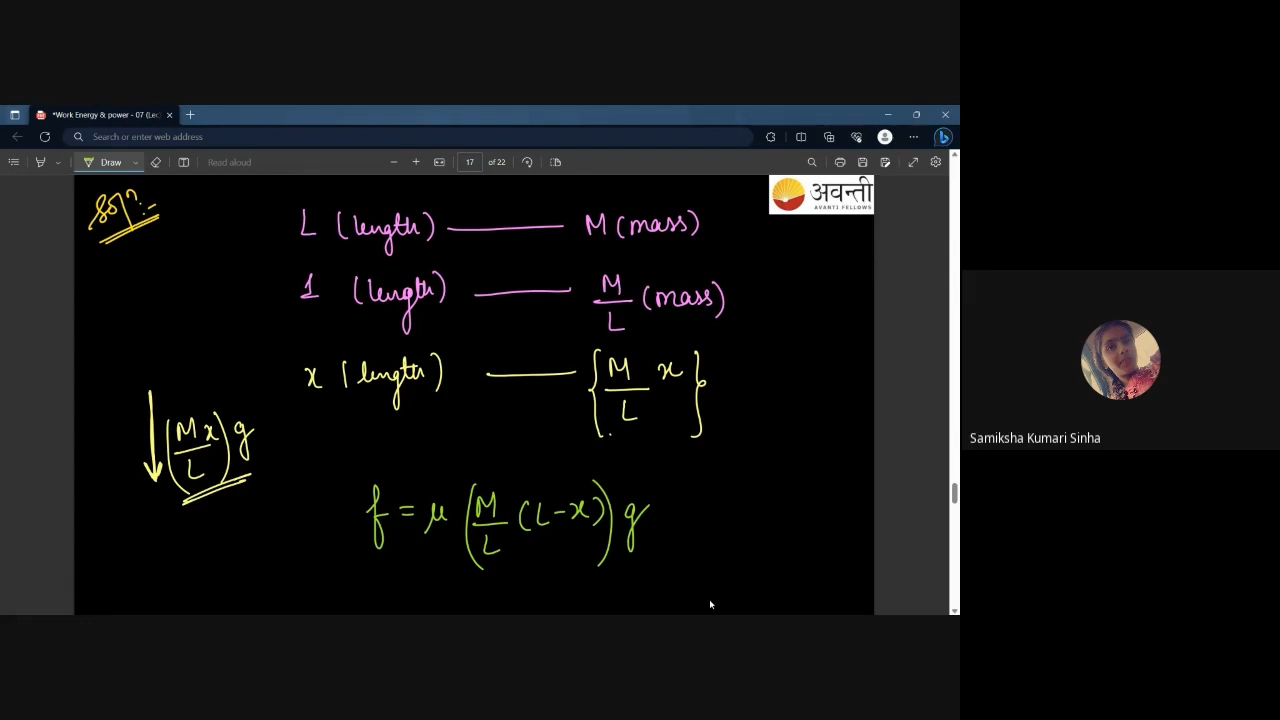 *Work Energy & power - 07 (Lec
Search or enter web address
Draw
Read aloud
17 of 22
अवन्ती
AVANTI FELLOWS
Solⁿ:-
L (length) —— M (mass)
1 (length) —— M/L (mass)
x (length) —— {M/L x}
(Mx/L)g
f = μ (M/L (L-x)) g
Samiksha Kumari Sinha